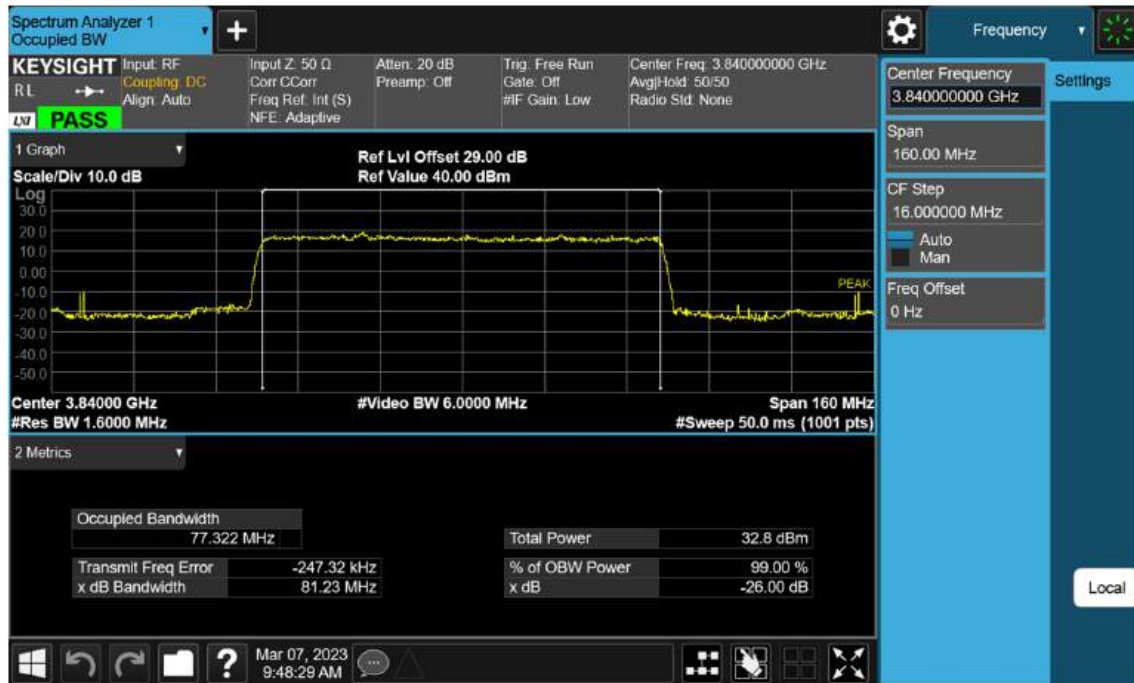 Spectrum Analyzer 1
Occupied BW
+
Frequency
KEYSIGHT
R L
LXI
PASS
Input: RF
Coupling: DC
Align: Auto
Input Z: 50 Ω
Corr CCorr
Freq Ref: Int (S)
NFE: Adaptive
Atten: 20 dB
Preamp: Off
Trig: Free Run
Gate: Off
#IF Gain: Low
Center Freq: 3.840000000 GHz
Avg|Hold: 50/50
Radio Std: None
Center Frequency
3.840000000 GHz
Settings
Span
160.00 MHz
CF Step
16.000000 MHz
Auto
Man
Freq Offset
0 Hz
Local
1 Graph
Scale/Div 10.0 dB
Ref Lvl Offset 29.00 dB
Ref Value 40.00 dBm
Log
30.0
20.0
10.0
0.00
-10.0
-20.0
-30.0
-40.0
-50.0
PEAK
Center 3.84000 GHz
#Video BW 6.0000 MHz
Span 160 MHz
#Res BW 1.6000 MHz
#Sweep 50.0 ms (1001 pts)
2 Metrics
Occupied Bandwidth
77.322 MHz
Total Power 32.8 dBm
Transmit Freq Error -247.32 kHz
% of OBW Power 99.00 %
x dB Bandwidth 81.23 MHz
x dB -26.00 dB
?
Mar 07, 2023
9:48:29 AM